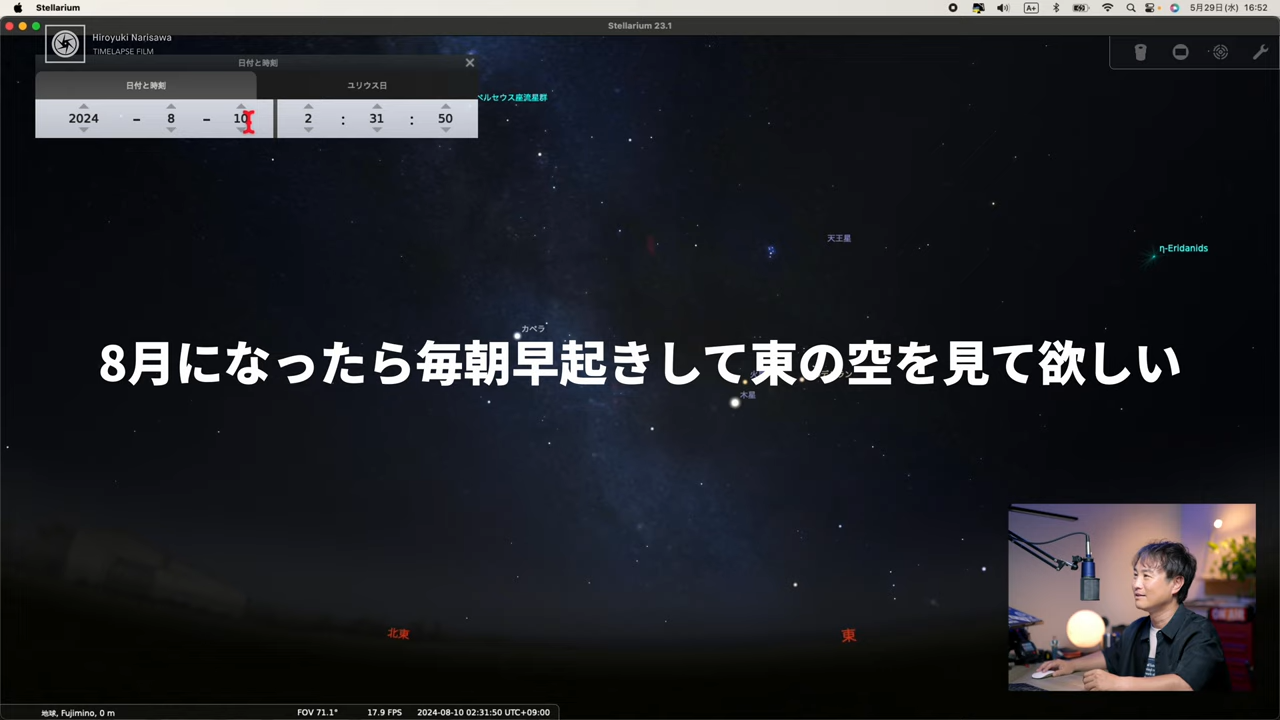 Stellarium
5月29日(水) 16:52
Stellarium 23.1
Hiroyuki Narisawa
TIMELAPSE FILM
日付と時刻
日付と時刻
ユリウス日
2024 - 8 - 10
2 : 31 : 50
ペルセウス座流星群
天王星
η-Eridanids
カペラ
8月になったら毎朝早起きして東の空を見て欲しい
木星
北東
東
地球, Fujimino, 0 m
FOV 71.1°
17.9 FPS
2024-08-10 02:31:50 UTC+09:00